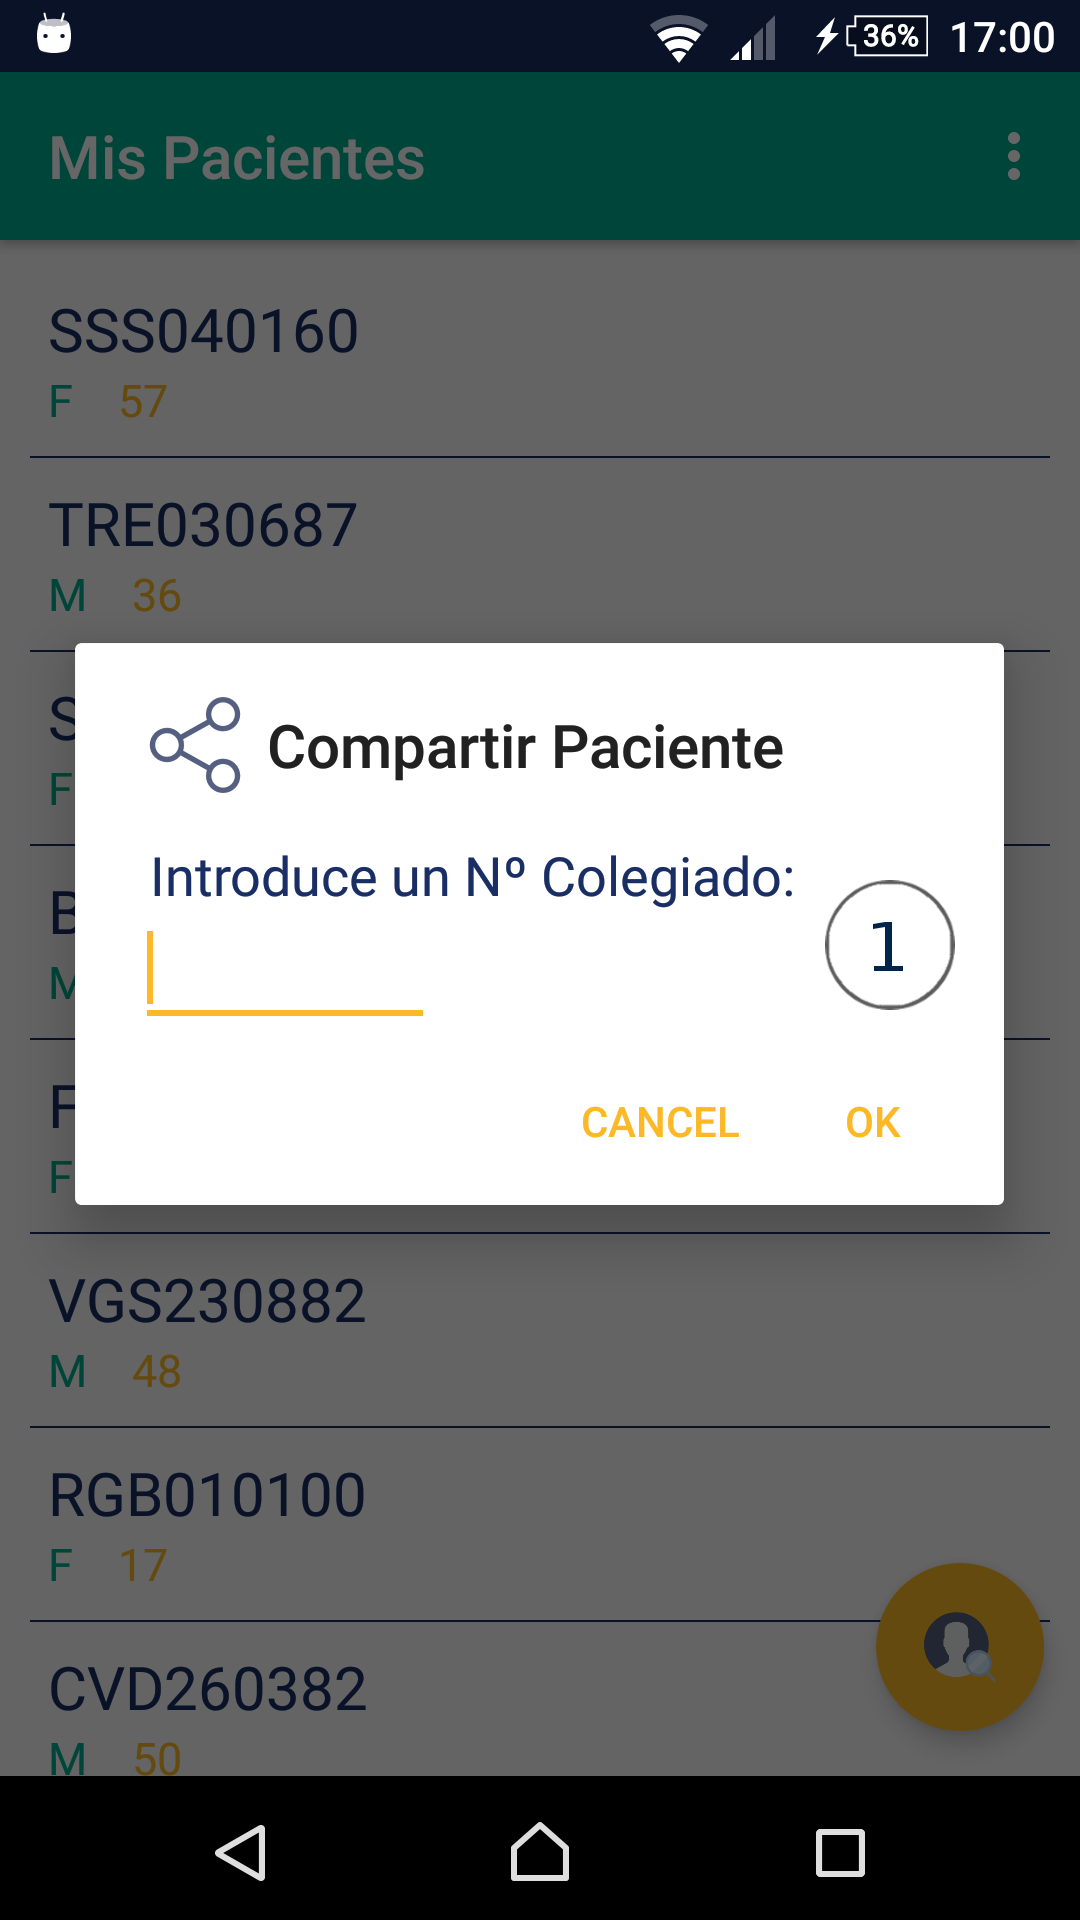 36% 17:00
Mis Pacientes
SSS040160
F 57
TRE030687
M 36
S
F
Compartir Paciente
Introduce un Nº Colegiado:
1
B
M
CANCEL OK
F
F
VGS230882
M 48
RGB010100
F 17
CVD260382
M 50